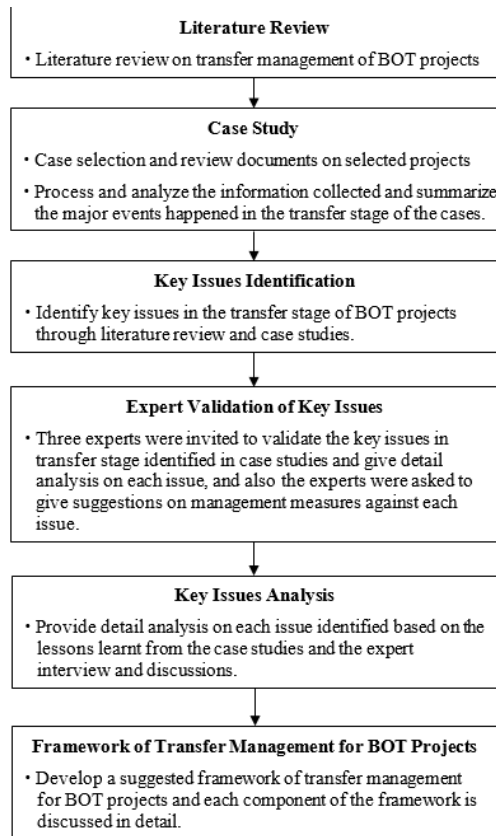 Literature Review
• Literature review on transfer management of BOT projects
Case Study
• Case selection and review documents on selected projects
• Process and analyze the information collected and summarize
the major events happened in the transfer stage of the cases.
Key Issues Identification
• Identify key issues in the transfer stage of BOT projects
through literature review and case studies.
Expert Validation of Key Issues
• Three experts were invited to validate the key issues in
transfer stage identified in case studies and give detail
analysis on each issue, and also the experts were asked to
give suggestions on management measures against each
issue.
Key Issues Analysis
• Provide detail analysis on each issue identified based on the
lessons learnt from the case studies and the expert
interview and discussions.
Framework of Transfer Management for BOT Projects
• Develop a suggested framework of transfer management
for BOT projects and each component of the framework is
discussed in detail.